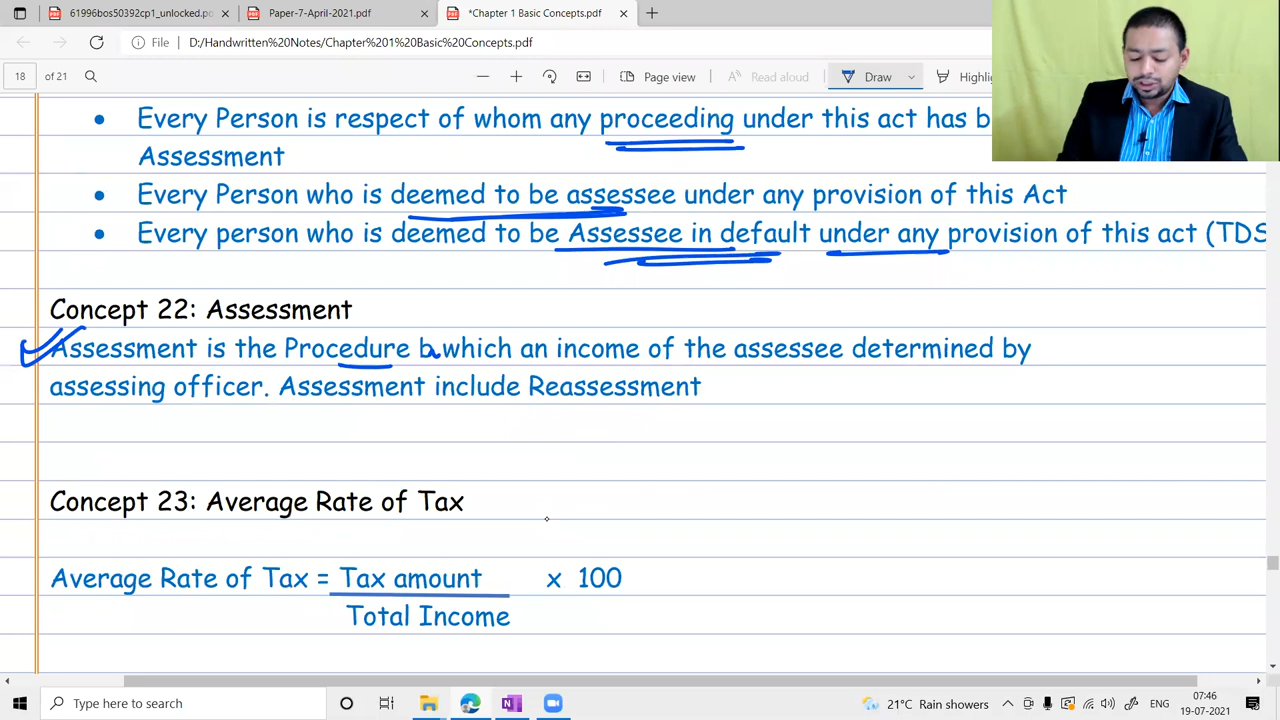 61996bos50392cp1_unlocked.po
Paper-7-April-2021.pdf
*Chapter 1 Basic Concepts.pdf
File
D:/Handwritten%20Notes/Chapter%201%20Basic%20Concepts.pdf
18 of 21
Page view
Read aloud
Draw
Highlig
• Every Person is respect of whom any proceeding under this act has b
Assessment
• Every Person who is deemed to be assessee under any provision of this Act
• Every person who is deemed to be Assessee in default under any provision of this act (TDS
Concept 22: Assessment
Assessment is the Procedure b which an income of the assessee determined by
assessing officer. Assessment include Reassessment
Concept 23: Average Rate of Tax
Average Rate of Tax = Tax amount x 100
Total Income
Type here to search
21°C Rain showers
ENG
07:46
19-07-2021